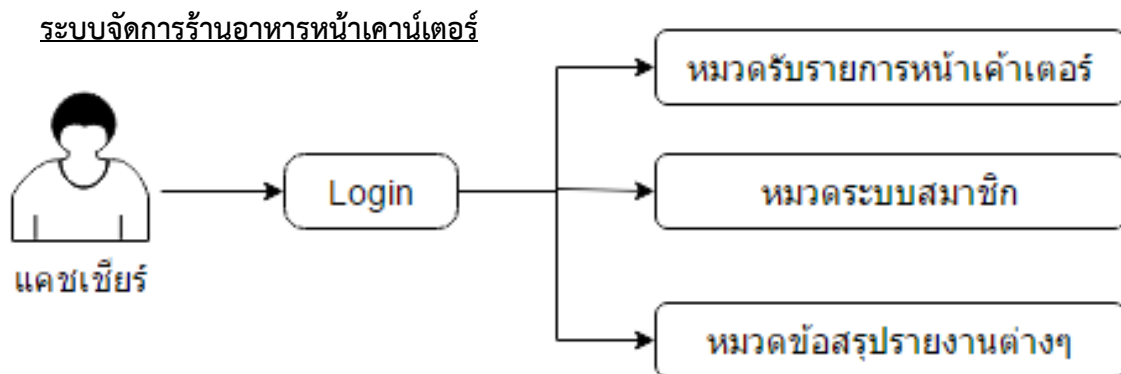 ระบบจัดการร้านอาหารหน้าเคาน์เตอร์
หมวดรับรายการหน้าเค้าเตอร์
Login
หมวดระบบสมาชิก
แคชเชียร์
หมวดข้อสรุปรายงานต่างๆ